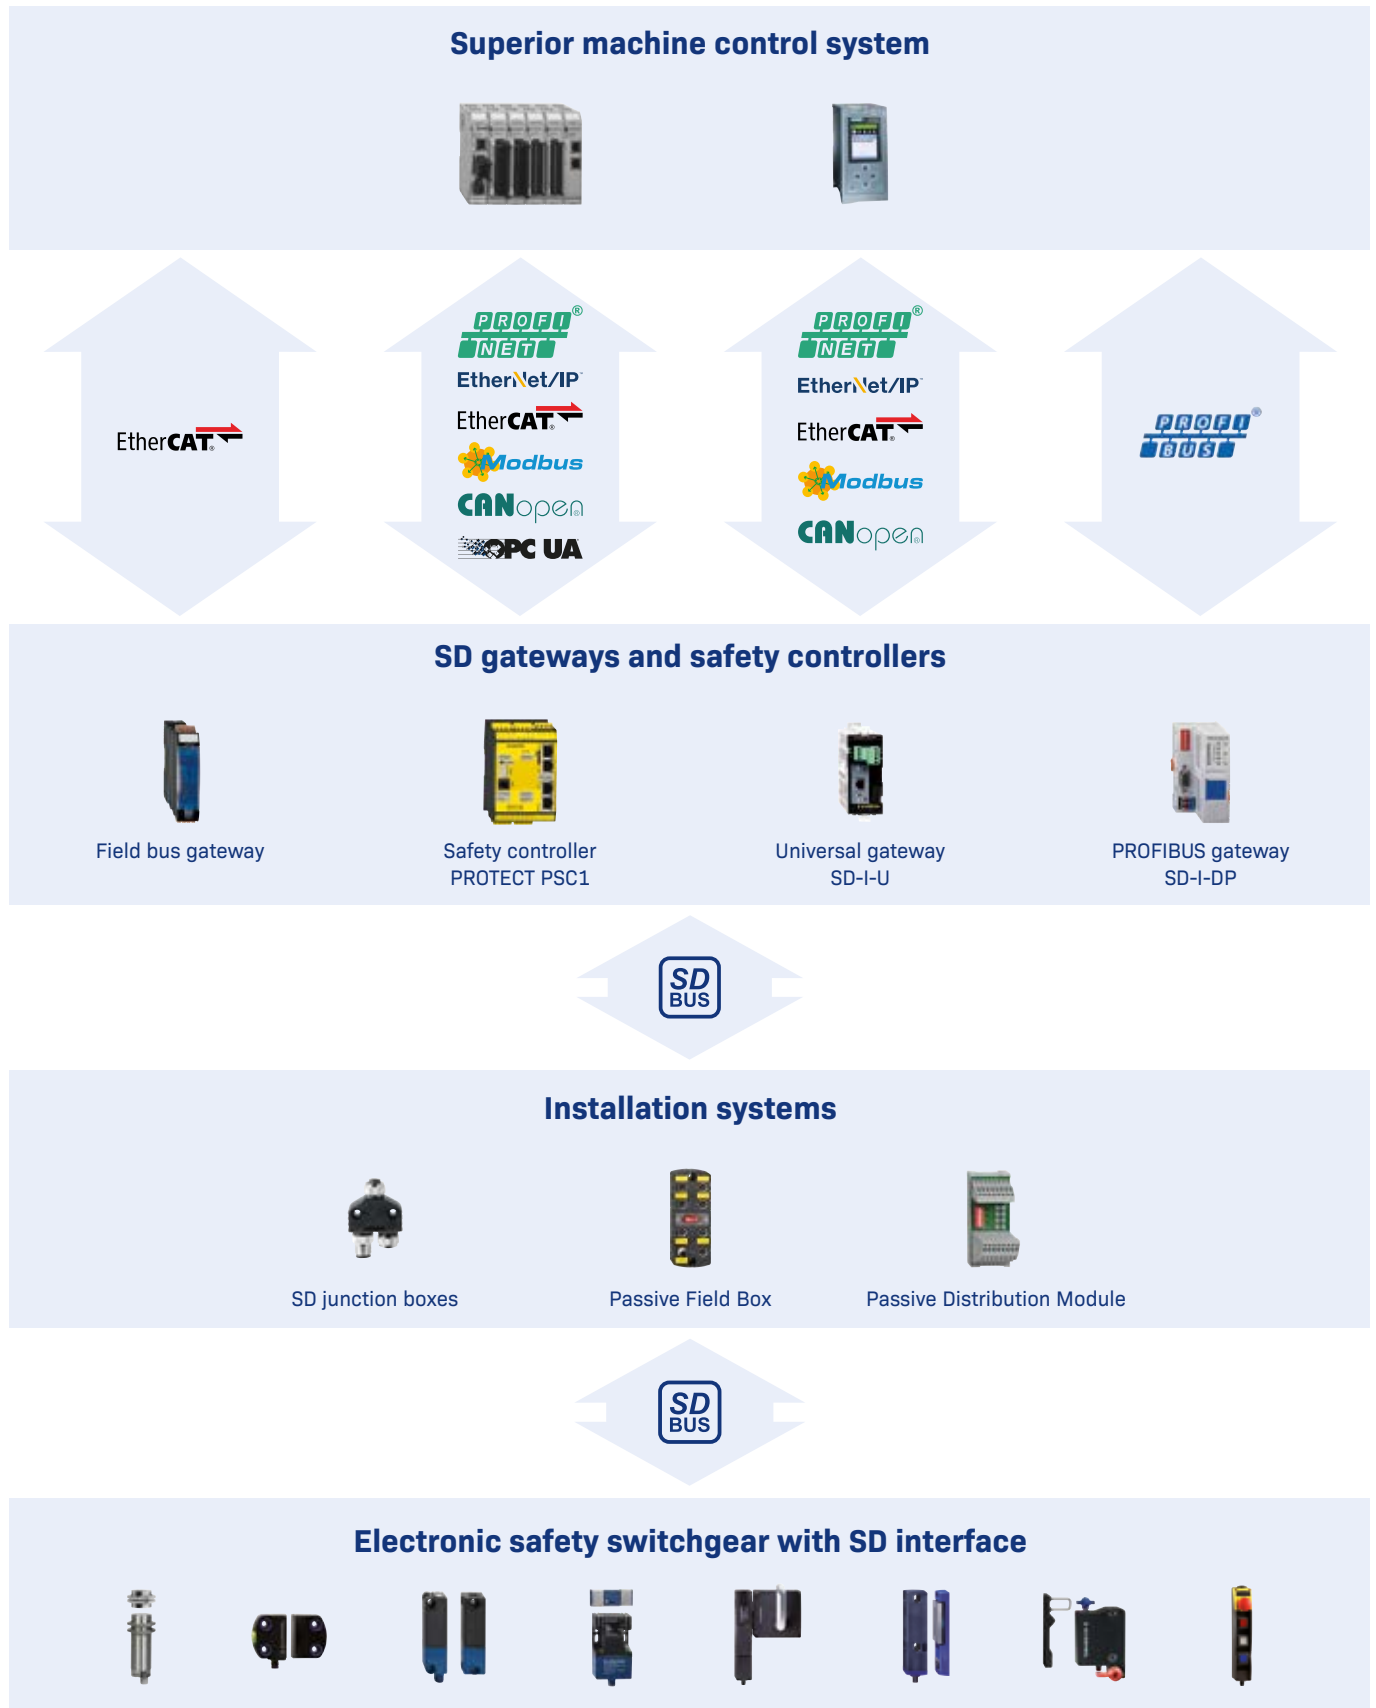 Superior machine control system
EtherCAT®
PROFI®
NET
EtherNet/IP™
EtherCAT®
Modbus
CANopen®
OPC UA
PROFI®
NET
EtherNet/IP™
EtherCAT®
Modbus
CANopen®
PROFI®
BUS
SD gateways and safety controllers
Field bus gateway
Safety controller
PROTECT PSC1
Universal gateway
SD-I-U
PROFIBUS gateway
SD-I-DP
SD
BUS
Installation systems
SD junction boxes
Passive Field Box
Passive Distribution Module
SD
BUS
Electronic safety switchgear with SD interface